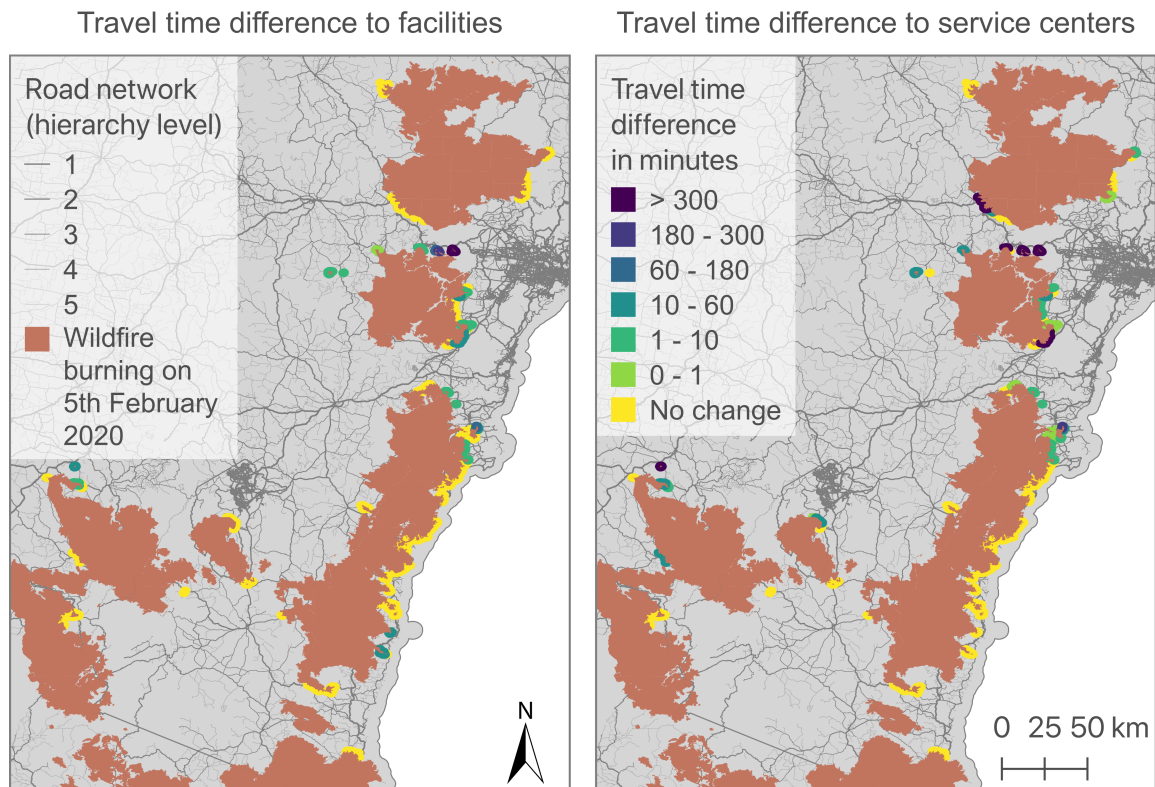 Travel time difference to facilities
Travel time difference to service centers
Road network
(hierarchy level)
1
2
3
4
5
Wildfire
burning on
5th February
2020
N
Travel time
difference
in minutes
> 300
180 - 300
60 - 180
10 - 60
1 - 10
0 - 1
No change
0 25 50 km